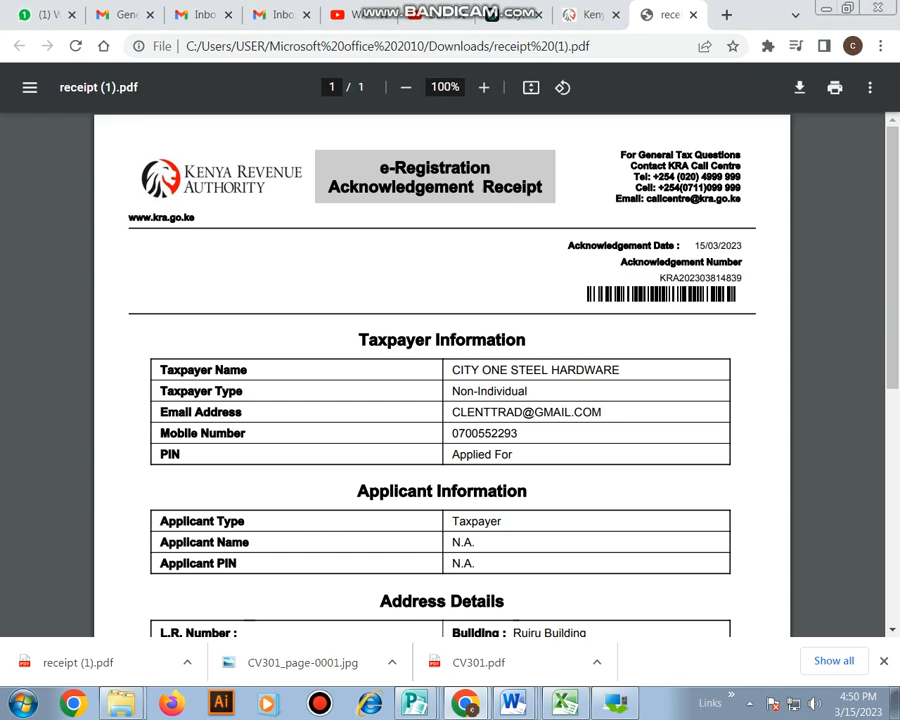 (1) W
Gene
Inbo
Inbo
WWW.BANDICAM.COM
Keny
rece
File C:/Users/USER/Microsoft%20office%202010/Downloads/receipt%20(1).pdf
c
receipt (1).pdf
1 / 1
100%
KENYA REVENUE
AUTHORITY
www.kra.go.ke
e-Registration
Acknowledgement Receipt
For General Tax Questions
Contact KRA Call Centre
Tel: +254 (020) 4999 999
Cell: +254(0711)099 999
Email: callcentre@kra.go.ke
Acknowledgement Date : 15/03/2023
Acknowledgement Number
KRA202303814839
Taxpayer Information
Taxpayer Name CITY ONE STEEL HARDWARE
Taxpayer Type Non-Individual
Email Address CLENTTRAD@GMAIL.COM
Mobile Number 0700552293
PIN Applied For
Applicant Information
Applicant Type Taxpayer
Applicant Name N.A.
Applicant PIN N.A.
Address Details
L.R. Number : Building : Ruiru Building
receipt (1).pdf
CV301_page-0001.jpg
CV301.pdf
Show all
Links
4:50 PM
3/15/2023